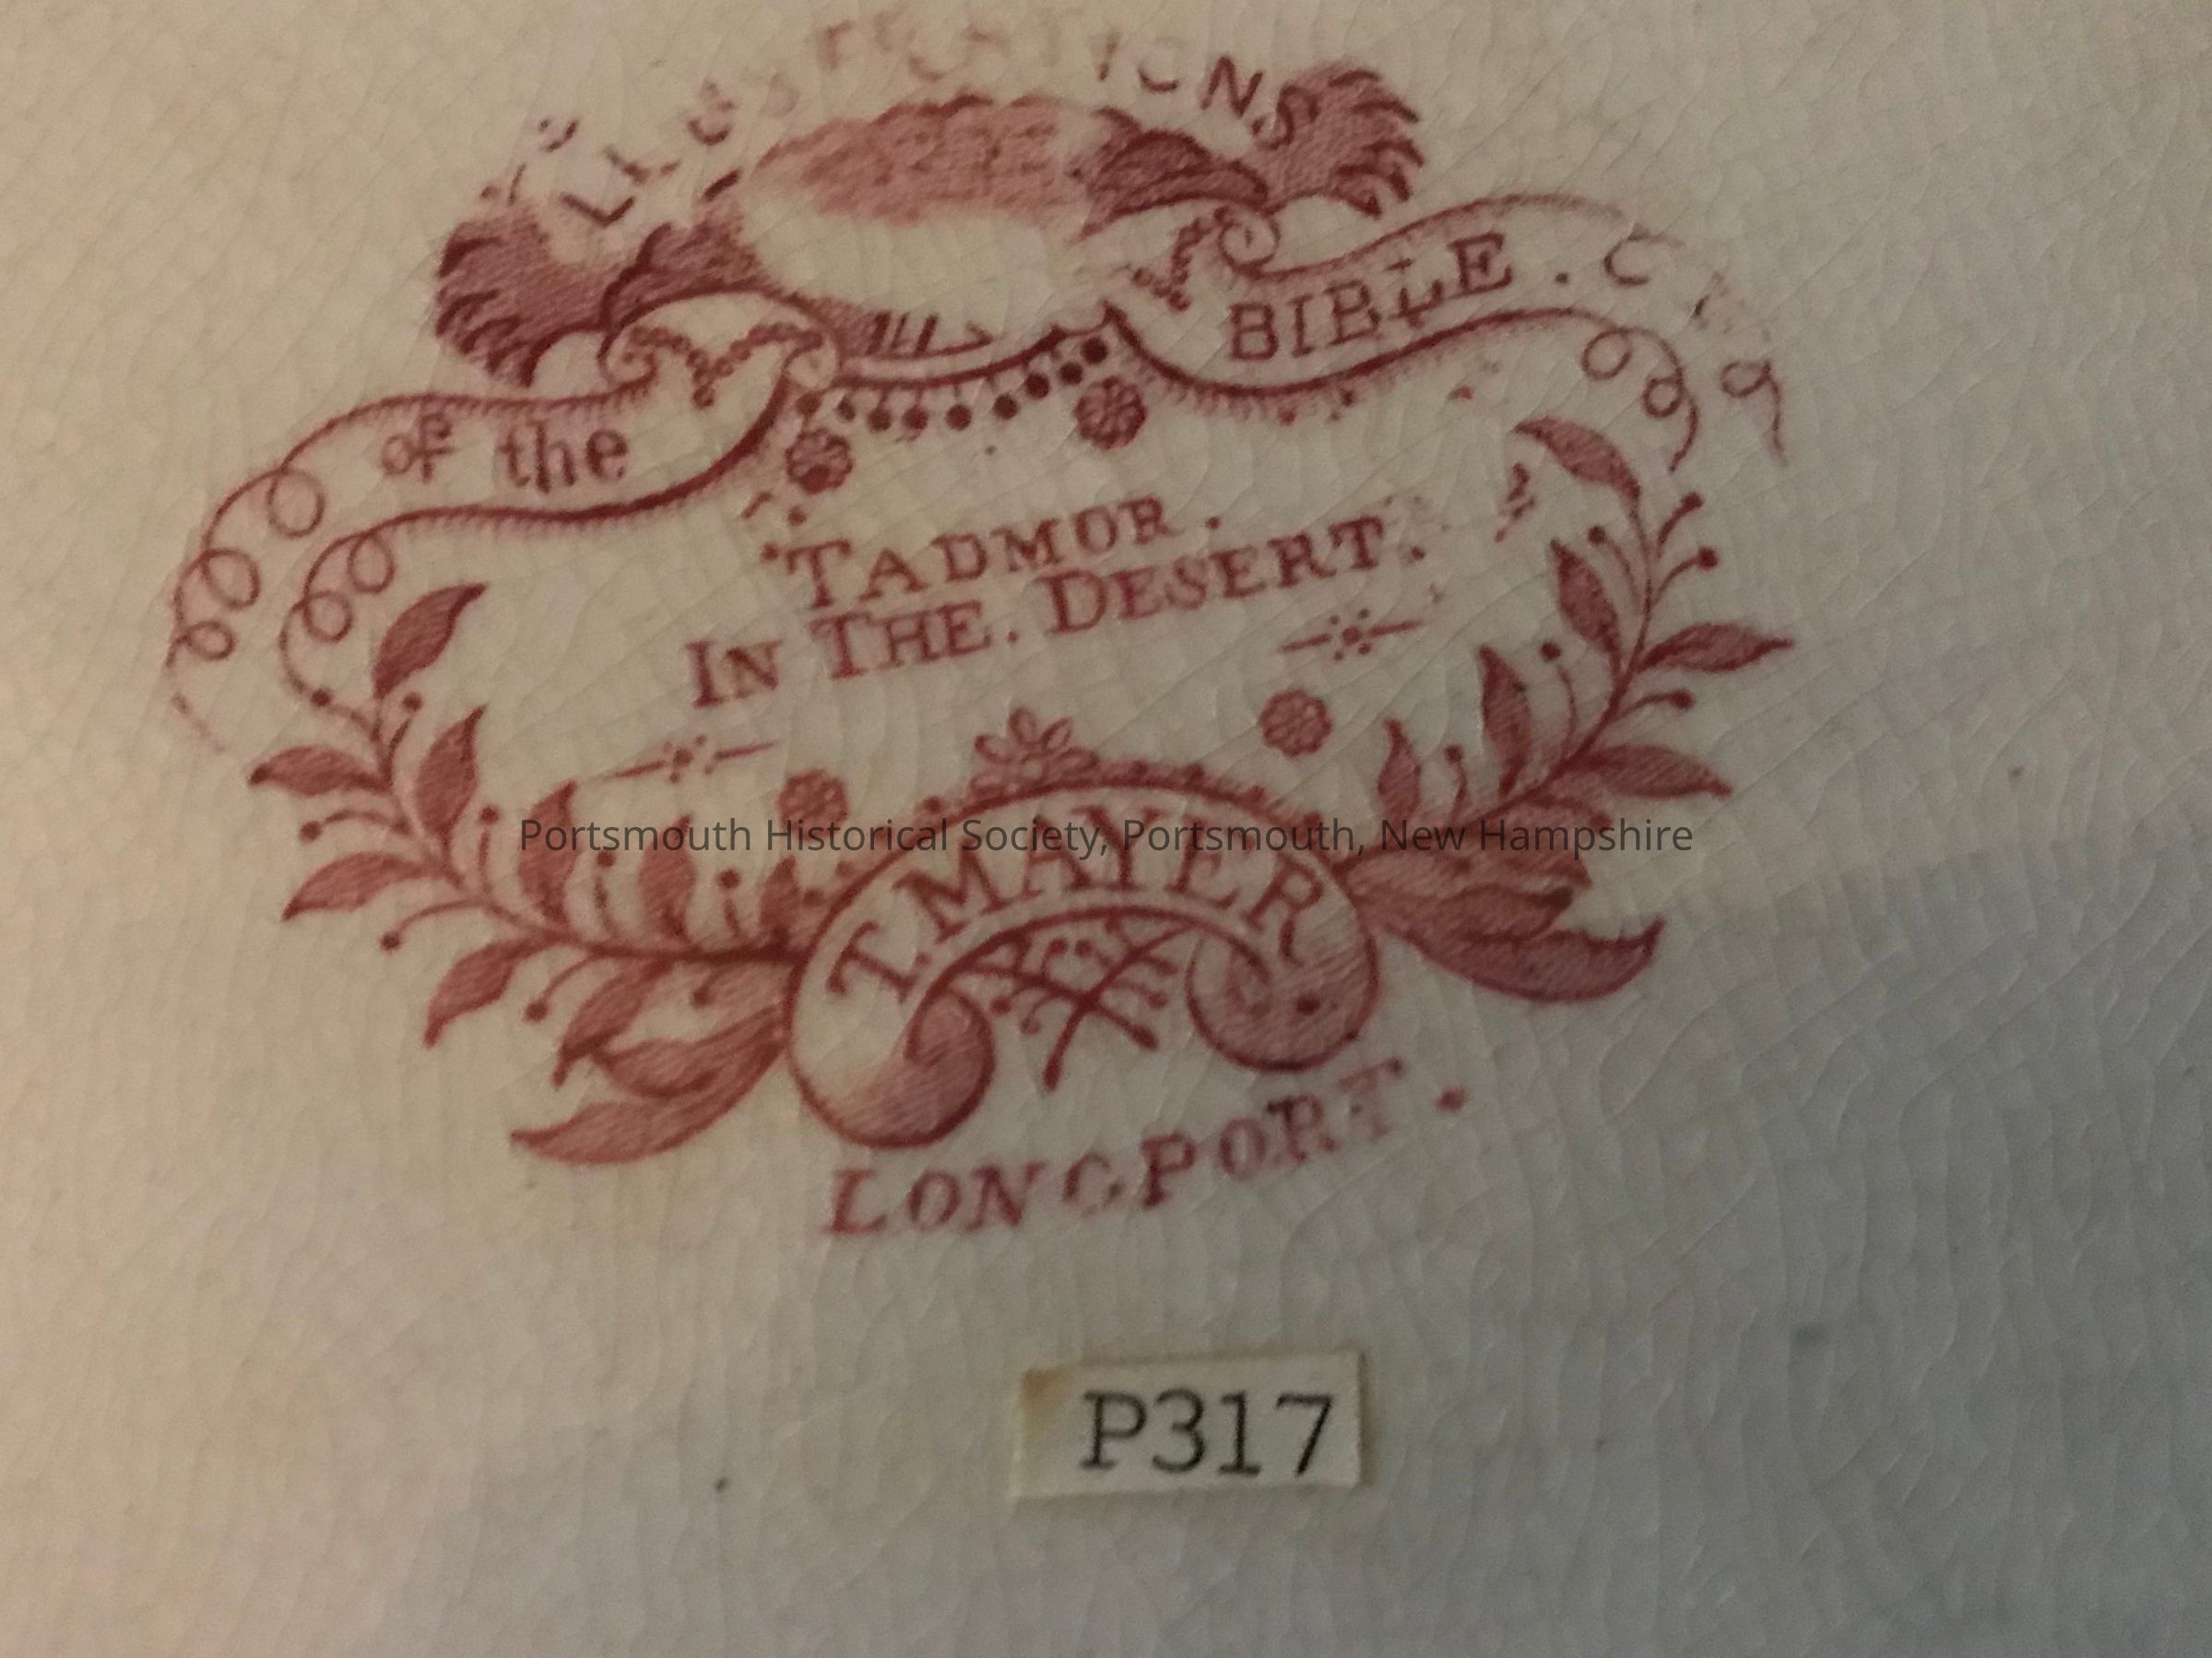 ILLUSTRATIONS
of the BIBLE.
TADMOR.
IN THE. DESERT.
T. MAYER
LONGPORT.
P317
Portsmouth Historical Society, Portsmouth, New Hampshire